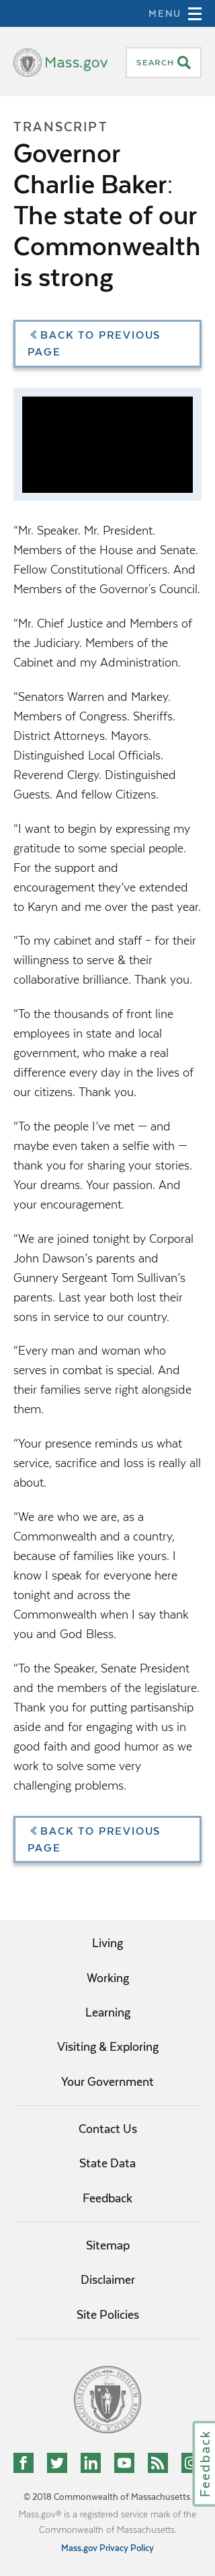 MENU
Mass.gov
SEARCH
TRANSCRIPT
Governor
Charlie Baker:
The state of our
Commonwealth
is strong
BACK TO PREVIOUS
PAGE
“Mr. Speaker. Mr. President.
Members of the House and Senate.
Fellow Constitutional Officers. And
Members of the Governor’s Council.
“Mr. Chief Justice and Members of
the Judiciary. Members of the
Cabinet and my Administration.
“Senators Warren and Markey.
Members of Congress. Sheriffs.
District Attorneys. Mayors.
Distinguished Local Officials.
Reverend Clergy. Distinguished
Guests. And fellow Citizens.
“I want to begin by expressing my
gratitude to some special people.
For the support and
encouragement they’ve extended
to Karyn and me over the past year.
“To my cabinet and staff – for their
willingness to serve & their
collaborative brilliance. Thank you.
“To the thousands of front line
employees in state and local
government, who make a real
difference every day in the lives of
our citizens. Thank you.
“To the people I’ve met — and
maybe even taken a selfie with —
thank you for sharing your stories.
Your dreams. Your passion. And
your encouragement.
“We are joined tonight by Corporal
John Dawson’s parents and
Gunnery Sergeant Tom Sullivan’s
parents. Last year both lost their
sons in service to our country.
“Every man and woman who
serves in combat is special. And
their families serve right alongside
them.
“Your presence reminds us what
service, sacrifice and loss is really all
about.
“We are who we are, as a
Commonwealth and a country,
because of families like yours. I
know I speak for everyone here
tonight and across the
Commonwealth when I say thank
you and God Bless.
“To the Speaker, Senate President
and the members of the legislature.
Thank you for putting partisanship
aside and for engaging with us in
good faith and good humor as we
work to solve some very
challenging problems.
BACK TO PREVIOUS
PAGE
Living
Working
Learning
Visiting & Exploring
Your Government
Contact Us
State Data
Feedback
Sitemap
Disclaimer
Site Policies
Feedback
© 2018 Commonwealth of Massachusetts.
Mass.gov® is a registered service mark of the
Commonwealth of Massachusetts.
Mass.gov Privacy Policy